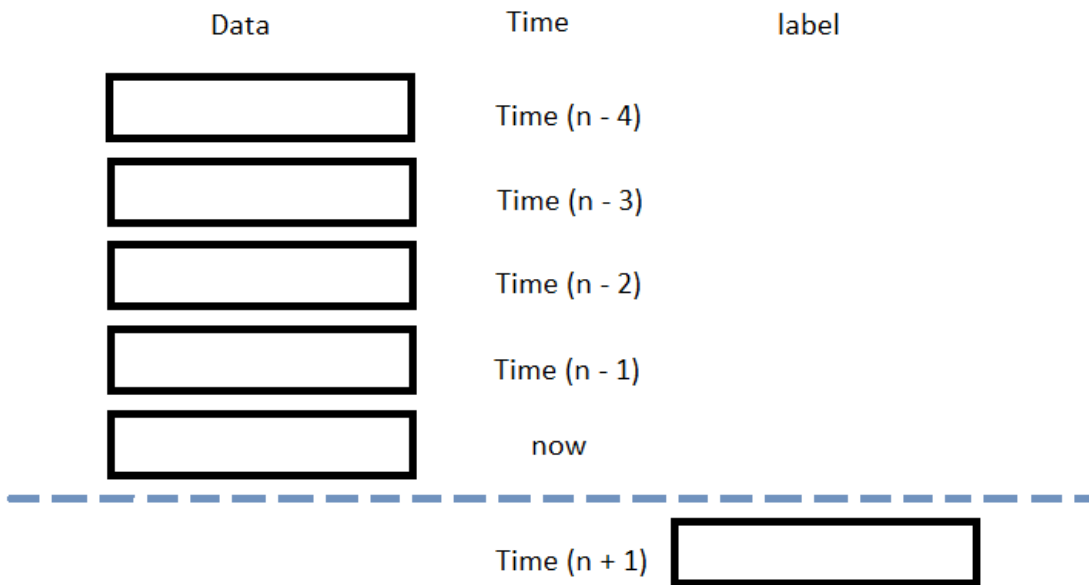 Data Time label
Time (n - 4)
Time (n - 3)
Time (n - 2)
Time (n - 1)
now
Time (n + 1)